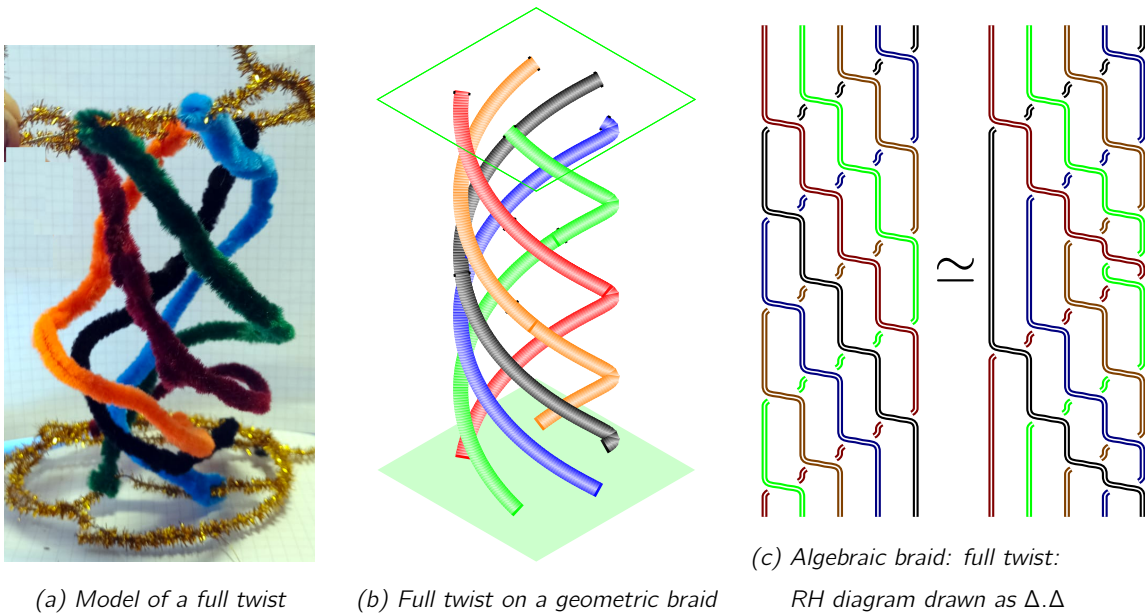 (a) Model of a full twist
(b) Full twist on a geometric braid
(c) Algebraic braid: full twist:
RH diagram drawn as Δ.Δ